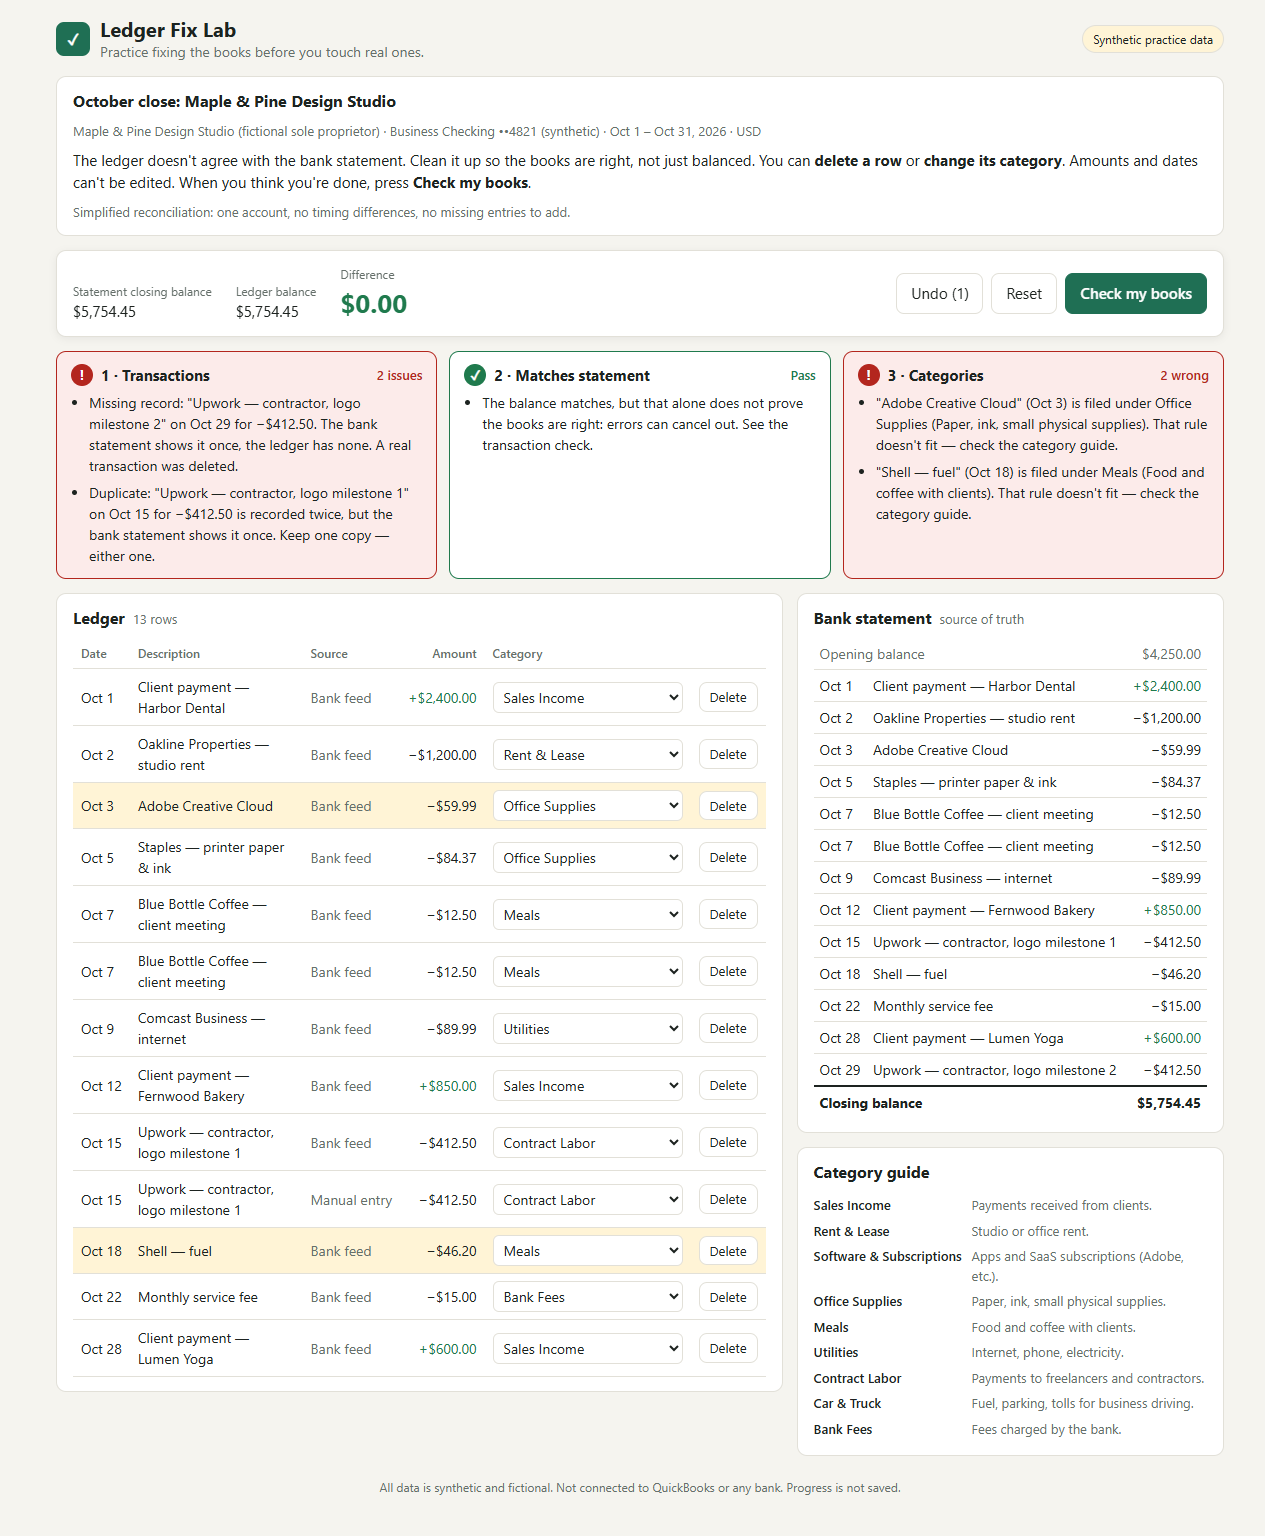 ✓
Ledger Fix Lab
Practice fixing the books before you touch real ones.
Synthetic practice data
October close: Maple & Pine Design Studio
Maple & Pine Design Studio (fictional sole proprietor) · Business Checking ••4821 (synthetic) · Oct 1 – Oct 31, 2026 · USD
The ledger doesn't agree with the bank statement. Clean it up so the books are right, not just balanced. You can delete a row or change its category. Amounts and dates
can't be edited. When you think you're done, press Check my books.
Simplified reconciliation: one account, no timing differences, no missing entries to add.
Statement closing balance
$5,754.45
Ledger balance
$5,754.45
Difference
$0.00
Undo (1)
Reset
Check my books
! 1 · Transactions 2 issues
• Missing record: "Upwork — contractor, logo
milestone 2" on Oct 29 for −$412.50. The bank
statement shows it once, the ledger has none. A real
transaction was deleted.
• Duplicate: "Upwork — contractor, logo milestone 1"
on Oct 15 for −$412.50 is recorded twice, but the
bank statement shows it once. Keep one copy —
either one.
✓ 2 · Matches statement Pass
• The balance matches, but that alone does not prove
the books are right: errors can cancel out. See the
transaction check.
! 3 · Categories 2 wrong
• "Adobe Creative Cloud" (Oct 3) is filed under Office
Supplies (Paper, ink, small physical supplies). That rule
doesn't fit — check the category guide.
• "Shell — fuel" (Oct 18) is filed under Meals (Food and
coffee with clients). That rule doesn't fit — check the
category guide.
Ledger 13 rows
Date Description Source Amount Category
Oct 1 Client payment — Bank feed +$2,400.00 Sales Income Delete
Harbor Dental
Oct 2 Oakline Properties — Bank feed −$1,200.00 Rent & Lease Delete
studio rent
Oct 3 Adobe Creative Cloud Bank feed −$59.99 Office Supplies Delete
Oct 5 Staples — printer paper Bank feed −$84.37 Office Supplies Delete
& ink
Oct 7 Blue Bottle Coffee — Bank feed −$12.50 Meals Delete
client meeting
Oct 7 Blue Bottle Coffee — Bank feed −$12.50 Meals Delete
client meeting
Oct 9 Comcast Business — Bank feed −$89.99 Utilities Delete
internet
Oct 12 Client payment — Bank feed +$850.00 Sales Income Delete
Fernwood Bakery
Oct 15 Upwork — contractor, Bank feed −$412.50 Contract Labor Delete
logo milestone 1
Oct 15 Upwork — contractor, Manual entry −$412.50 Contract Labor Delete
logo milestone 1
Oct 18 Shell — fuel Bank feed −$46.20 Meals Delete
Oct 22 Monthly service fee Bank feed −$15.00 Bank Fees Delete
Oct 28 Client payment — Bank feed +$600.00 Sales Income Delete
Lumen Yoga
Bank statement source of truth
Opening balance $4,250.00
Oct 1 Client payment — Harbor Dental +$2,400.00
Oct 2 Oakline Properties — studio rent −$1,200.00
Oct 3 Adobe Creative Cloud −$59.99
Oct 5 Staples — printer paper & ink −$84.37
Oct 7 Blue Bottle Coffee — client meeting −$12.50
Oct 7 Blue Bottle Coffee — client meeting −$12.50
Oct 9 Comcast Business — internet −$89.99
Oct 12 Client payment — Fernwood Bakery +$850.00
Oct 15 Upwork — contractor, logo milestone 1 −$412.50
Oct 18 Shell — fuel −$46.20
Oct 22 Monthly service fee −$15.00
Oct 28 Client payment — Lumen Yoga +$600.00
Oct 29 Upwork — contractor, logo milestone 2 −$412.50
Closing balance $5,754.45
Category guide
Sales Income Payments received from clients.
Rent & Lease Studio or office rent.
Software & Subscriptions Apps and SaaS subscriptions (Adobe,
etc.).
Office Supplies Paper, ink, small physical supplies.
Meals Food and coffee with clients.
Utilities Internet, phone, electricity.
Contract Labor Payments to freelancers and contractors.
Car & Truck Fuel, parking, tolls for business driving.
Bank Fees Fees charged by the bank.
All data is synthetic and fictional. Not connected to QuickBooks or any bank. Progress is not saved.